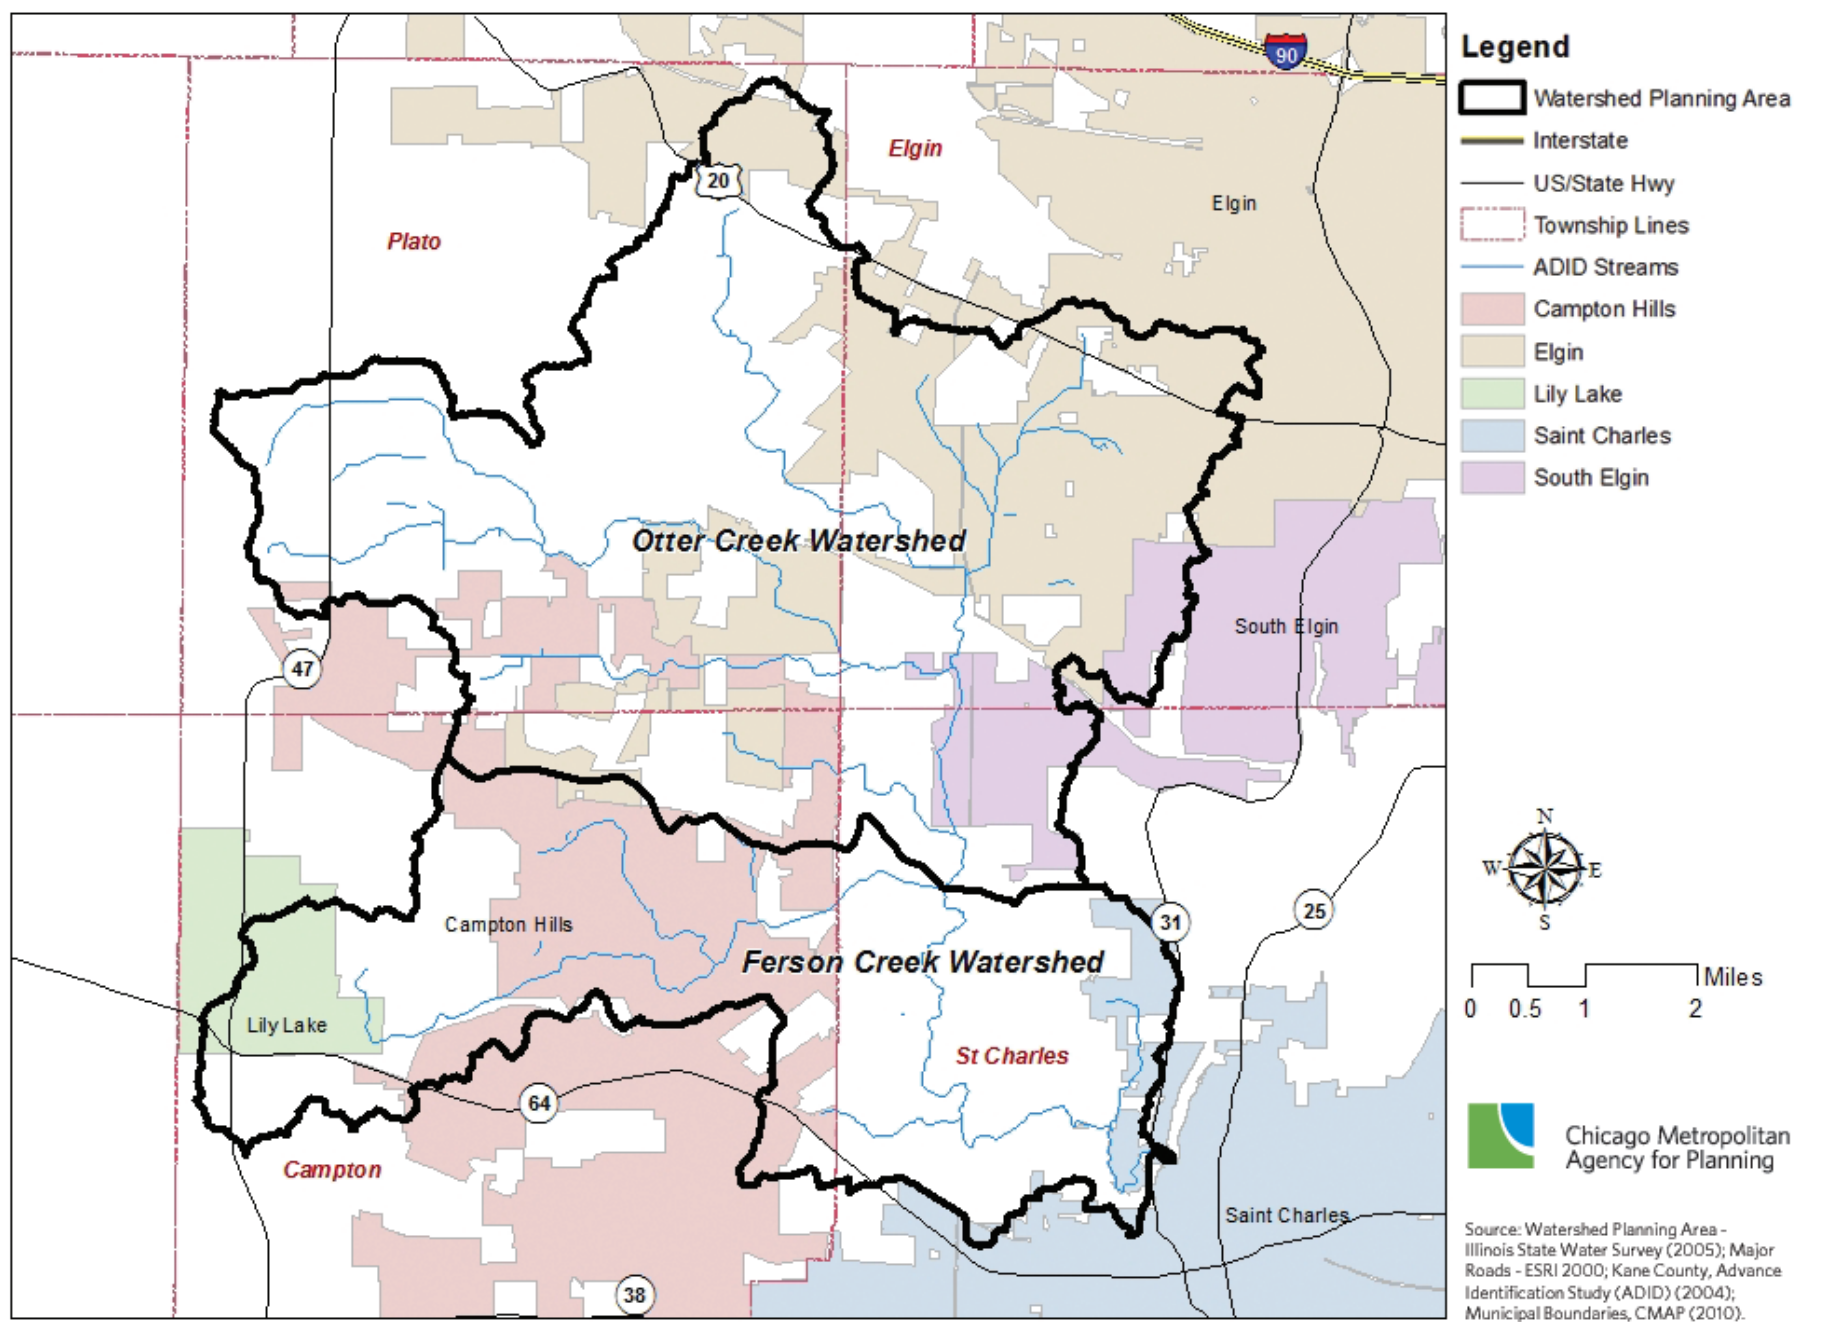 90
Elgin
20
Elgin
Plato
Otter Creek Watershed
South Elgin
47
Campton Hills
31
25
Ferson Creek Watershed
Lily Lake
St Charles
64
Campton
Saint Charles
38
Legend
Watershed Planning Area
Interstate
US/State Hwy
Township Lines
ADID Streams
Campton Hills
Elgin
Lily Lake
Saint Charles
South Elgin
N
W E
S
Miles
0 0.5 1 2
Chicago Metropolitan
Agency for Planning
Source: Watershed Planning Area -
Illinois State Water Survey (2005); Major
Roads - ESRI 2000; Kane County, Advance
Identification Study (ADID) (2004);
Municipal Boundaries, CMAP (2010).